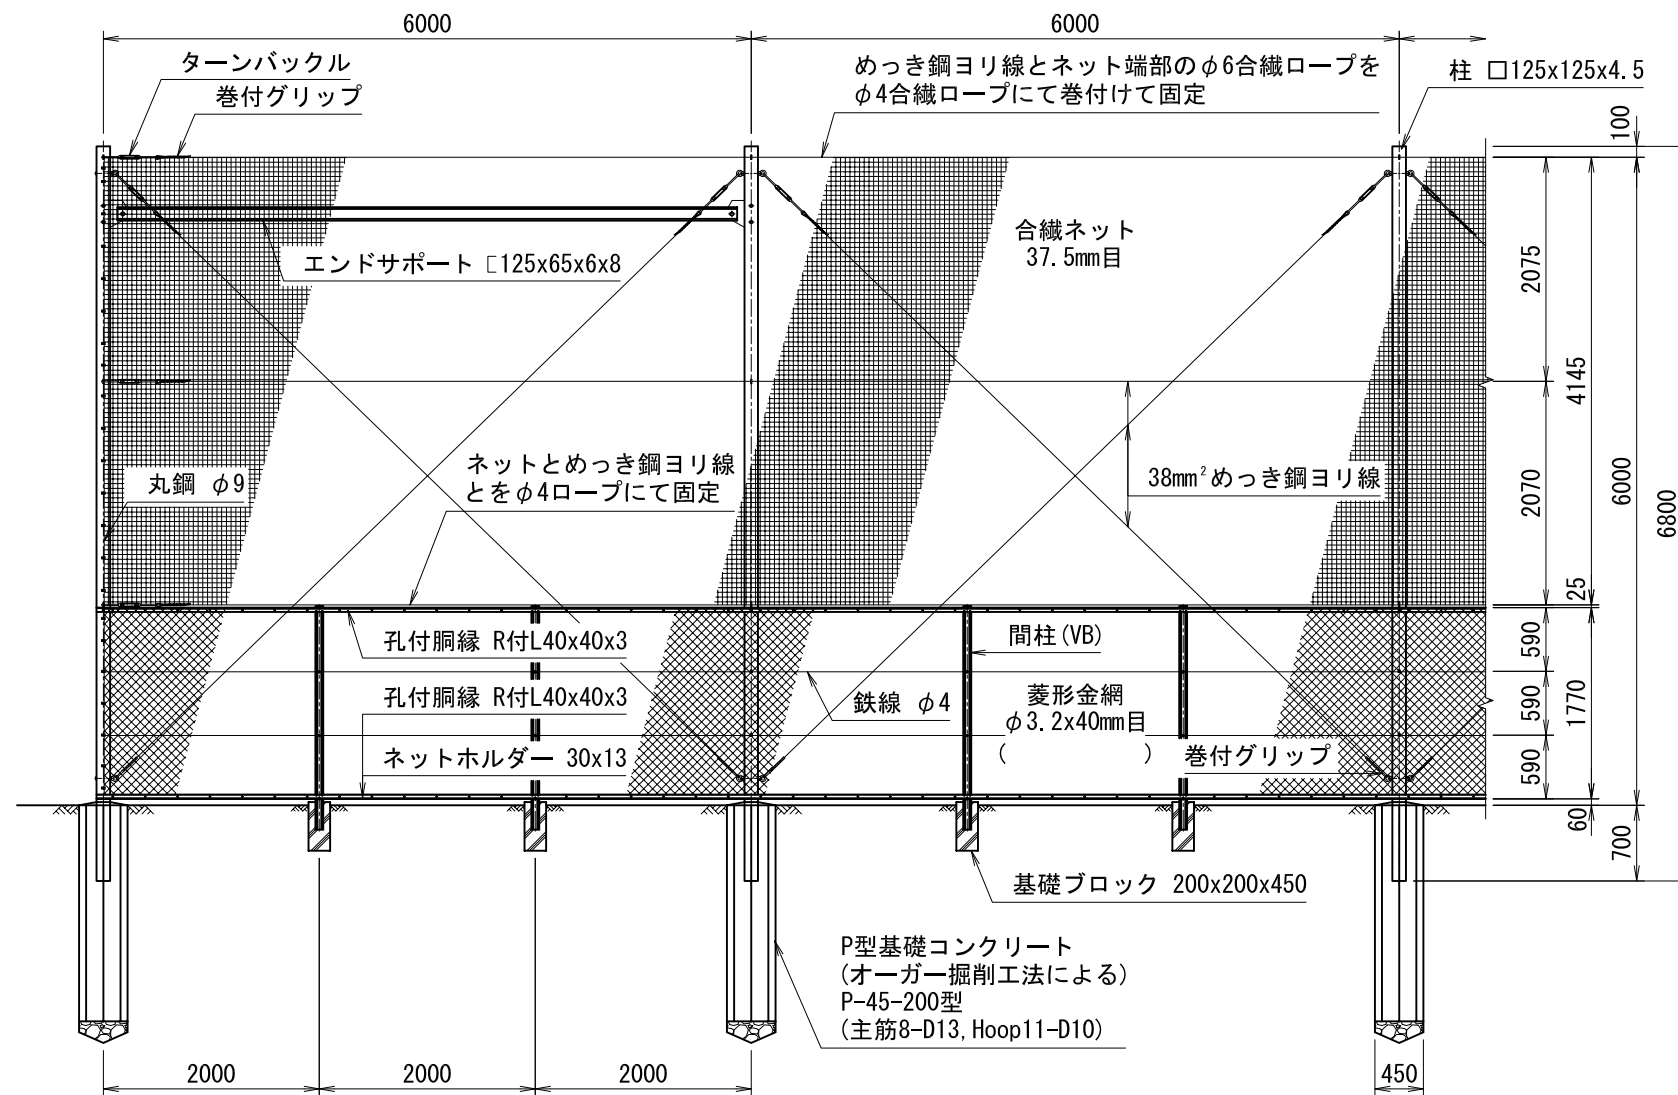 6000
6000
ターンバックル
巻付グリップ
めっき鋼ヨリ線とネット端部のφ6合繊ロープを
φ4合繊ロープにて巻付けて固定
柱 □125x125x4.5
100
合繊ネット
37.5mm目
エンドサポート ［125x65x6x8
2075
4145
6000
6800
ネットとめっき鋼ヨリ線
とをφ4ロープにて固定
丸鋼 φ9
38mm²めっき鋼ヨリ線
2070
25
孔付胴縁 R付L40x40x3
間柱(VB)
590
孔付胴縁 R付L40x40x3
鉄線 φ4
菱形金網
φ3.2x40mm目
( )
590
1770
ネットホルダー 30x13
巻付グリップ
590
60
700
基礎ブロック 200x200x450
P型基礎コンクリート
(オーガー掘削工法による)
P-45-200型
(主筋8-D13,Hoop11-D10)
2000
2000
2000
450